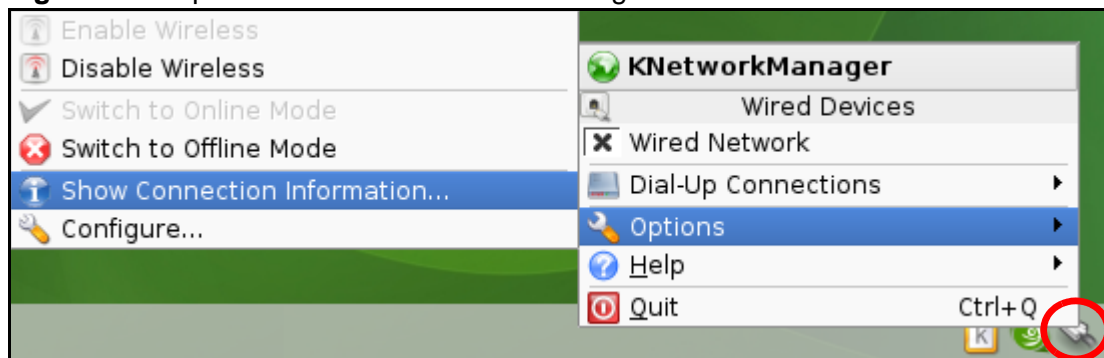 Enable Wireless
Disable Wireless
Switch to Online Mode
Switch to Offline Mode
Show Connection Information...
Configure...
KNetworkManager
Wired Devices
Wired Network
Dial-Up Connections
Options
Help
Quit Ctrl+Q
K